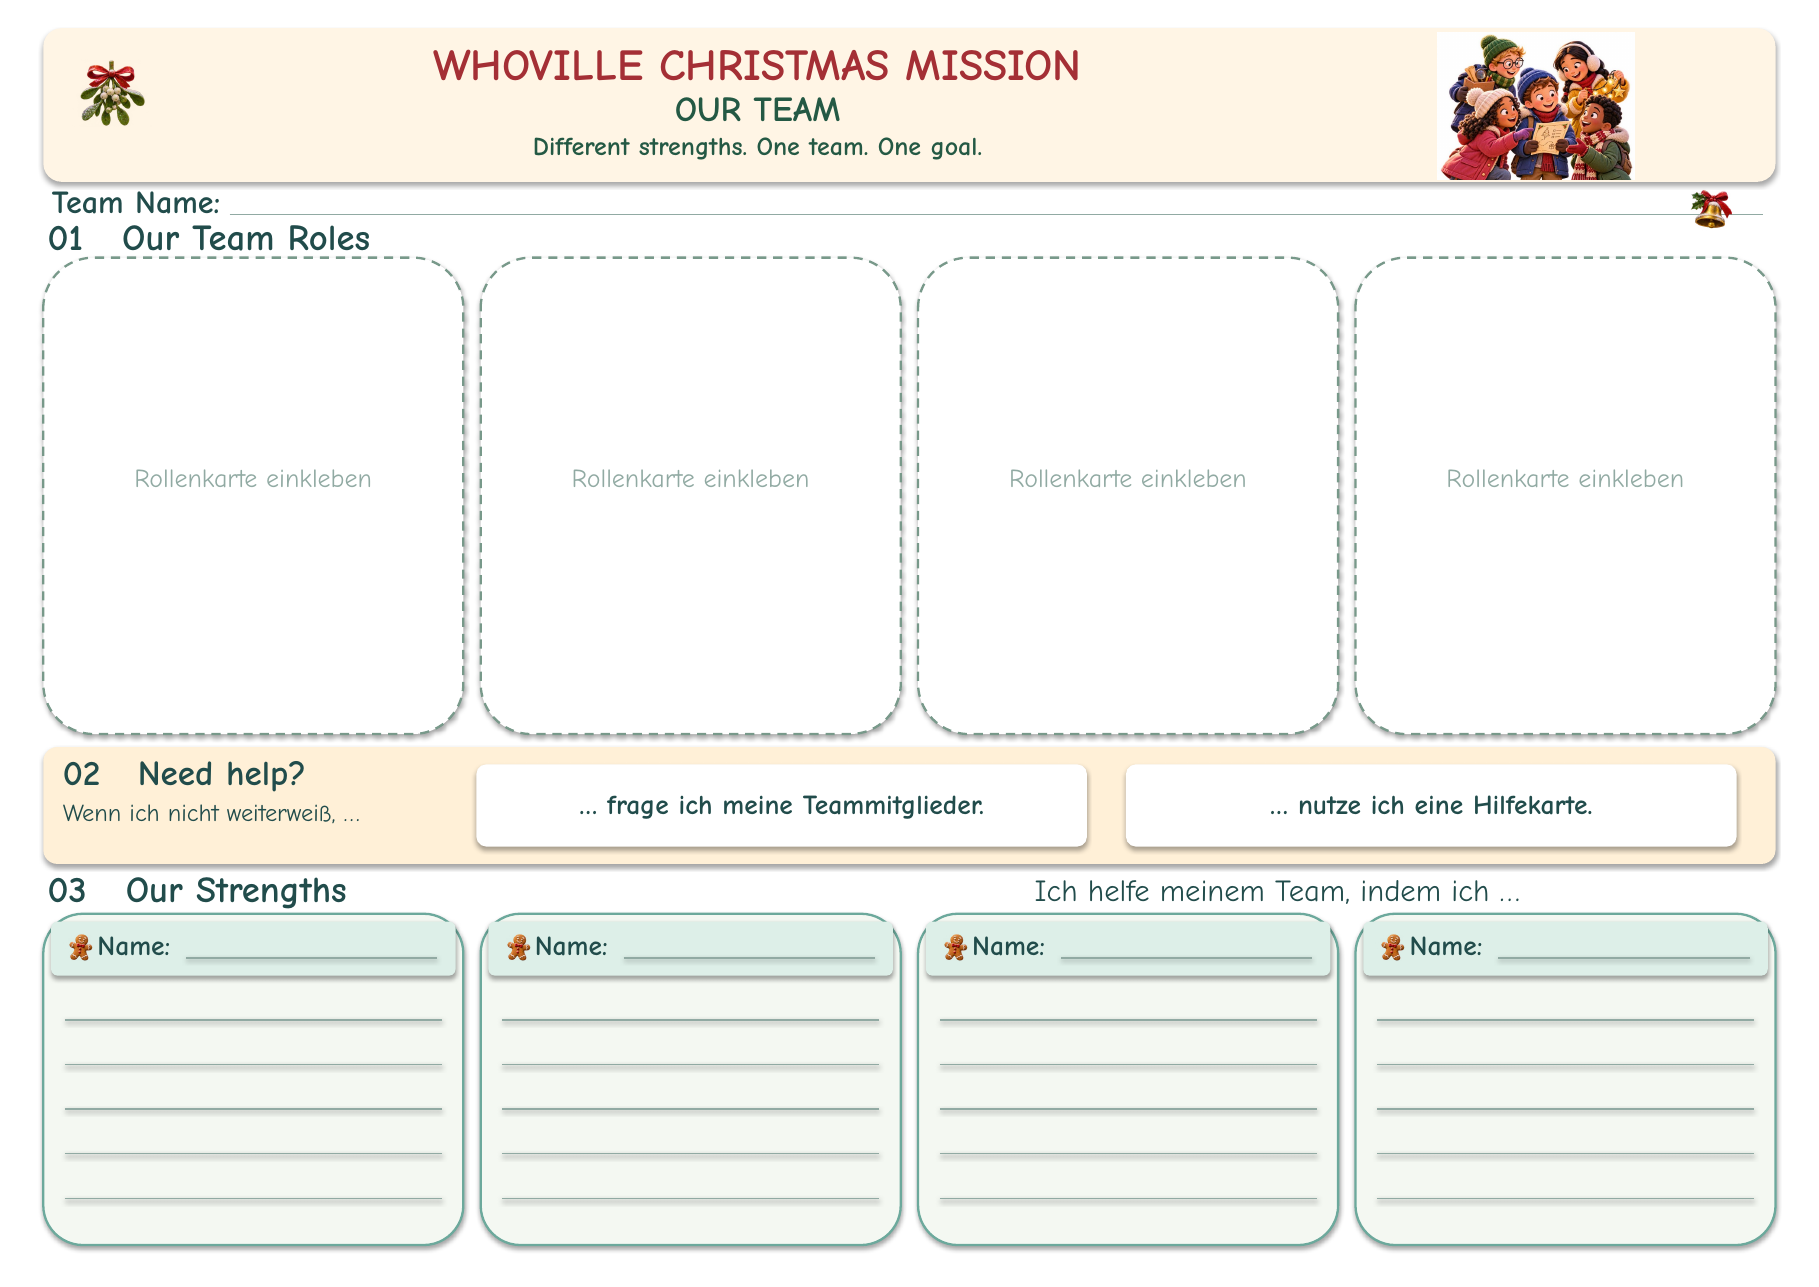 WHOVILLE CHRISTMAS MISSION
OUR TEAM
Different strengths. One team. One goal.
Team Name:
01 Our Team Roles
Rollenkarte einkleben
Rollenkarte einkleben
Rollenkarte einkleben
Rollenkarte einkleben
02 Need help?
Wenn ich nicht weiterweiß, ...
... frage ich meine Teammitglieder.
... nutze ich eine Hilfekarte.
03 Our Strengths
Ich helfe meinem Team, indem ich ...
Name:
Name:
Name:
Name: